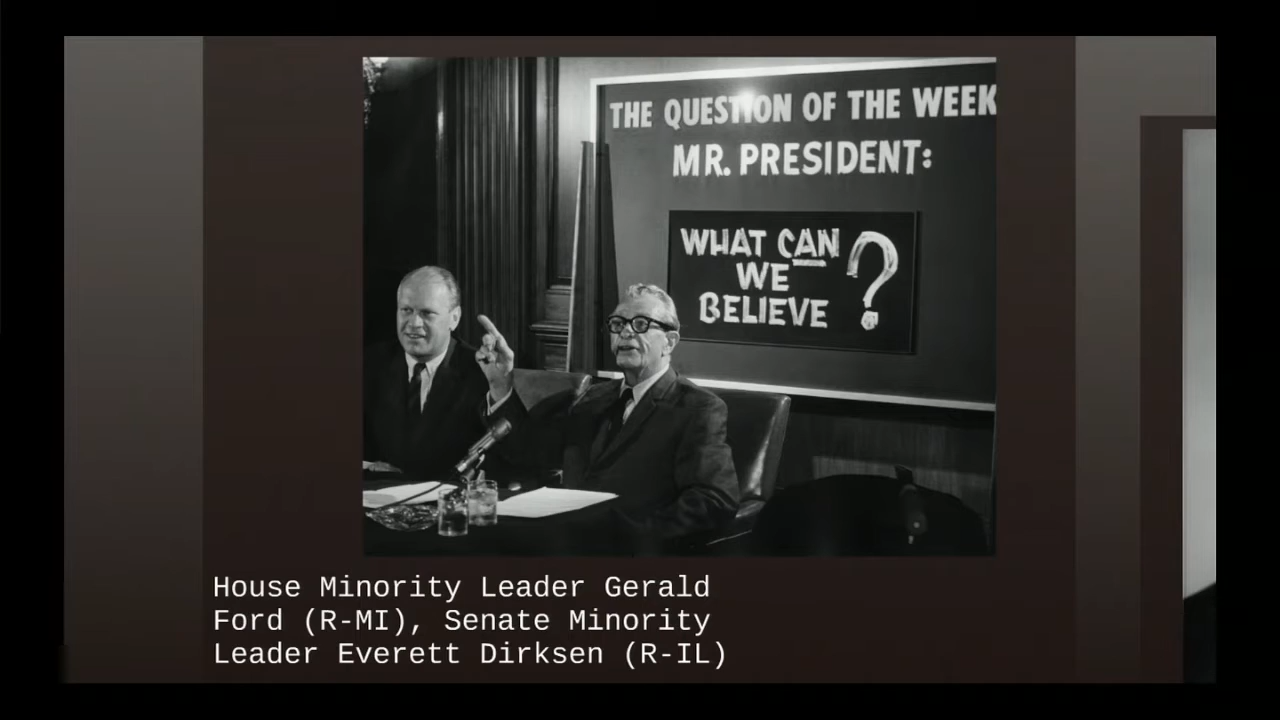 THE QUESTION OF THE WEEK
MR. PRESIDENT:
WHAT CAN
WE
BELIEVE
?
House Minority Leader Gerald
Ford (R-MI), Senate Minority
Leader Everett Dirksen (R-IL)